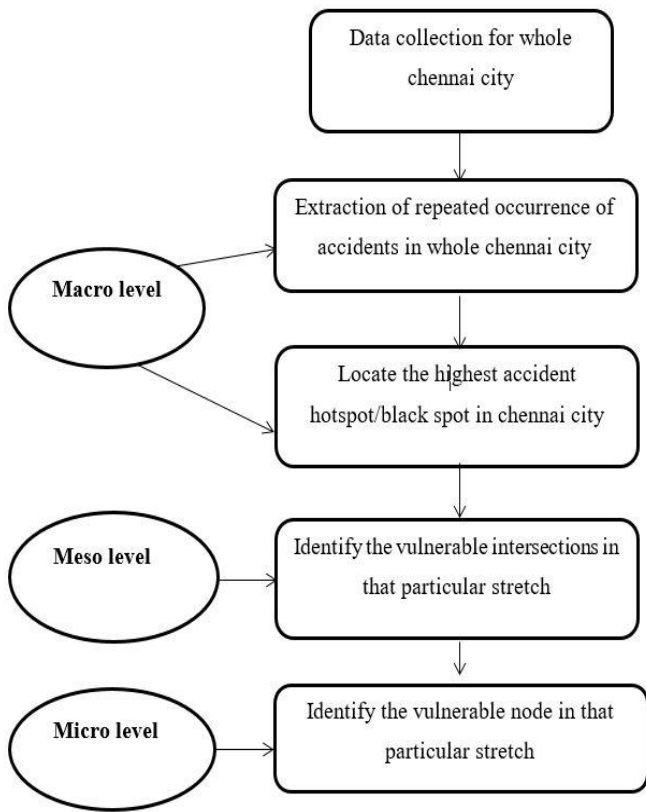 Data collection for whole
chennai city
Extraction of repeated occurrence of
accidents in whole chennai city
Macro level
Locate the highest accident
hotspot/black spot in chennai city
Meso level
Identify the vulnerable intersections in
that particular stretch
Micro level
Identify the vulnerable node in that
particular stretch